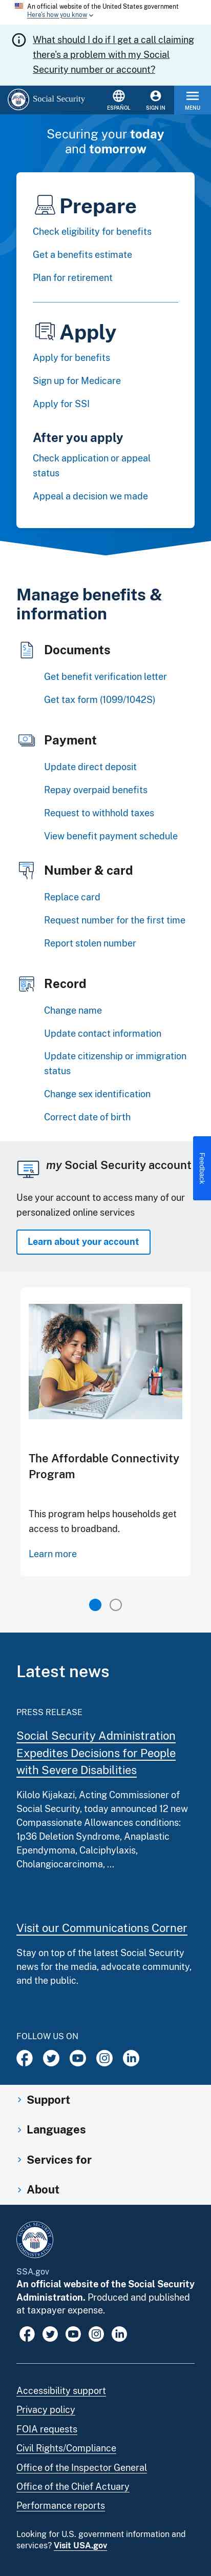 An official website of the United States government
Here's how you know
What should I do if I get a call claiming
there's a problem with my Social
Security number or account?
Social Security
ESPAÑOL
SIGN IN
MENU
Securing your today
and tomorrow
Prepare
Check eligibility for benefits
Get a benefits estimate
Plan for retirement
Apply
Apply for benefits
Sign up for Medicare
Apply for SSI
After you apply
Check application or appeal
status
Appeal a decision we made
Manage benefits &
information
Documents
Get benefit verification letter
Get tax form (1099/1042S)
Payment
Update direct deposit
Repay overpaid benefits
Request to withhold taxes
View benefit payment schedule
Number & card
Replace card
Request number for the first time
Report stolen number
Record
Change name
Update contact information
Update citizenship or immigration
status
Change sex identification
Correct date of birth
Feedback
my Social Security account
Use your account to access many of our
personalized online services
Learn about your account
The Affordable Connectivity
Program
This program helps households get
access to broadband.
Learn more
Latest news
PRESS RELEASE
Social Security Administration
Expedites Decisions for People
with Severe Disabilities
Kilolo Kijakazi, Acting Commissioner of
Social Security, today announced 12 new
Compassionate Allowances conditions:
1p36 Deletion Syndrome, Anaplastic
Ependymoma, Calciphylaxis,
Cholangiocarcinoma, ...
Visit our Communications Corner
Stay on top of the latest Social Security
news for the media, advocate community,
and the public.
FOLLOW US ON
Support
Languages
Services for
About
SSA.gov
An official website of the Social Security
Administration. Produced and published
at taxpayer expense.
Accessibility support
Privacy policy
FOIA requests
Civil Rights/Compliance
Office of the Inspector General
Office of the Chief Actuary
Performance reports
Looking for U.S. government information and
services? Visit USA.gov